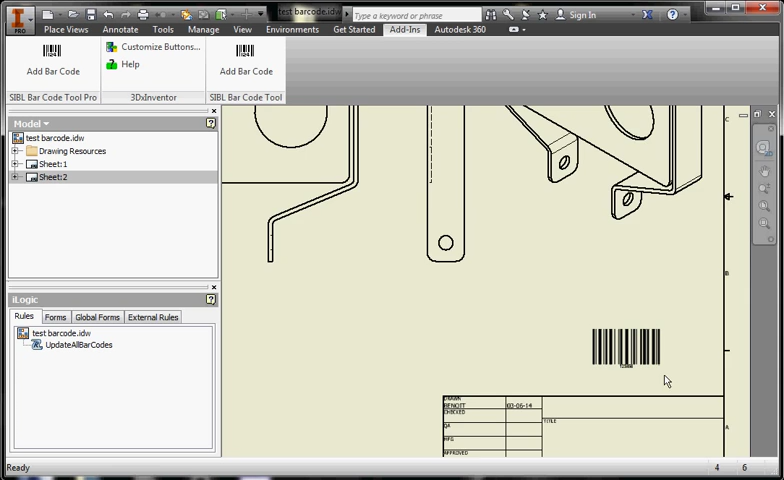 test barcode.idw
Type a keyword or phrase
Sign In
PRO
Place Views
Annotate
Tools
Manage
View
Environments
Get Started
Add-Ins
Autodesk 360
Add Bar Code
Customize Buttons...
Help
Add Bar Code
SIBL Bar Code Tool Pro
3DxInventor
SIBL Bar Code Tool
Model
test barcode.idw
Drawing Resources
Sheet:1
Sheet:2
iLogic
Rules
Forms
Global Forms
External Rules
test barcode.idw
UpdateAllBarCodes
C
B
A
DRAWN
BENOIT
03-06-14
CHECKED
QA
TITLE
MFG
APPROVED
Ready
4
6